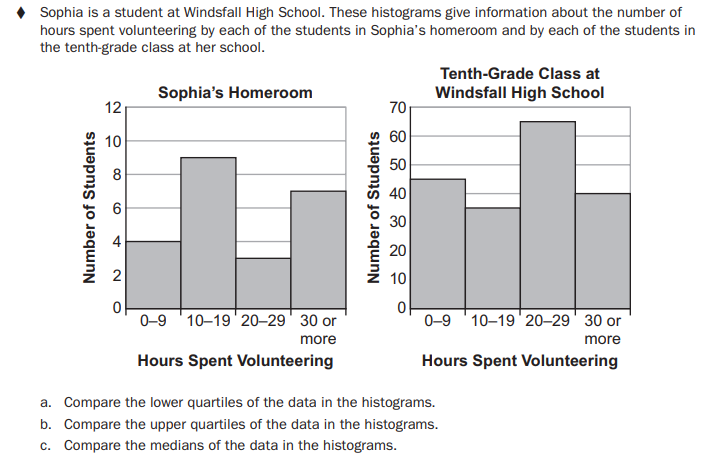 ♦ Sophia is a student at Windsfall High School. These histograms give information about the number of
hours spent volunteering by each of the students in Sophia's homeroom and by each of the students in
the tenth-grade class at her school.
Sophia's Homeroom
Number of Students
12
10
8
6
4
2
0
0–9 10–19 20–29 30 or
more
Hours Spent Volunteering
Tenth-Grade Class at
Windsfall High School
Number of Students
70
60
50
40
30
20
10
0
0–9 10–19 20–29 30 or
more
Hours Spent Volunteering
a. Compare the lower quartiles of the data in the histograms.
b. Compare the upper quartiles of the data in the histograms.
c. Compare the medians of the data in the histograms.